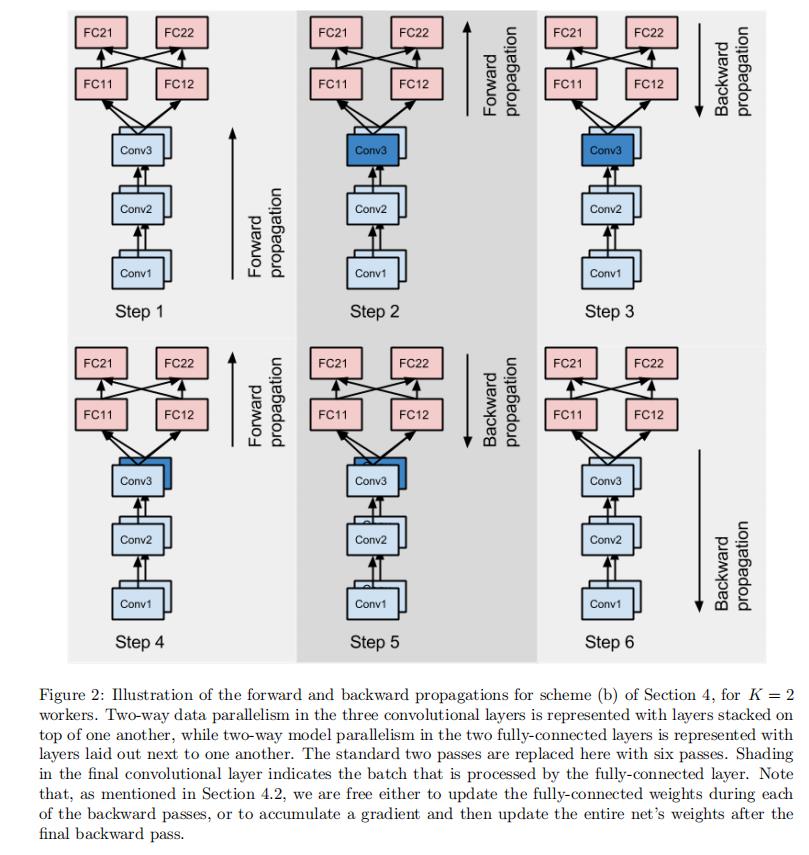 FC21 FC22
FC11 FC12
Conv3
Conv2
Conv1
Forward
propagation
Step 1
FC21 FC22
FC11 FC12
Conv3
Conv2
Conv1
Forward
propagation
Step 2
FC21 FC22
FC11 FC12
Conv3
Conv2
Conv1
Backward
propagation
Step 3
FC21 FC22
FC11 FC12
Conv3
Conv2
Conv1
Forward
propagation
Step 4
FC21 FC22
FC11 FC12
Conv3
Conv2
Conv1
Backward
propagation
Step 5
FC21 FC22
FC11 FC12
Conv3
Conv2
Conv1
Backward
propagation
Step 6
Figure 2: Illustration of the forward and backward propagations for scheme (b) of Section 4, for K = 2
workers. Two-way data parallelism in the three convolutional layers is represented with layers stacked on
top of one another, while two-way model parallelism in the two fully-connected layers is represented with
layers laid out next to one another. The standard two passes are replaced here with six passes. Shading
in the final convolutional layer indicates the batch that is processed by the fully-connected layer. Note
that, as mentioned in Section 4.2, we are free either to update the fully-connected weights during each
of the backward passes, or to accumulate a gradient and then update the entire net's weights after the
final backward pass.